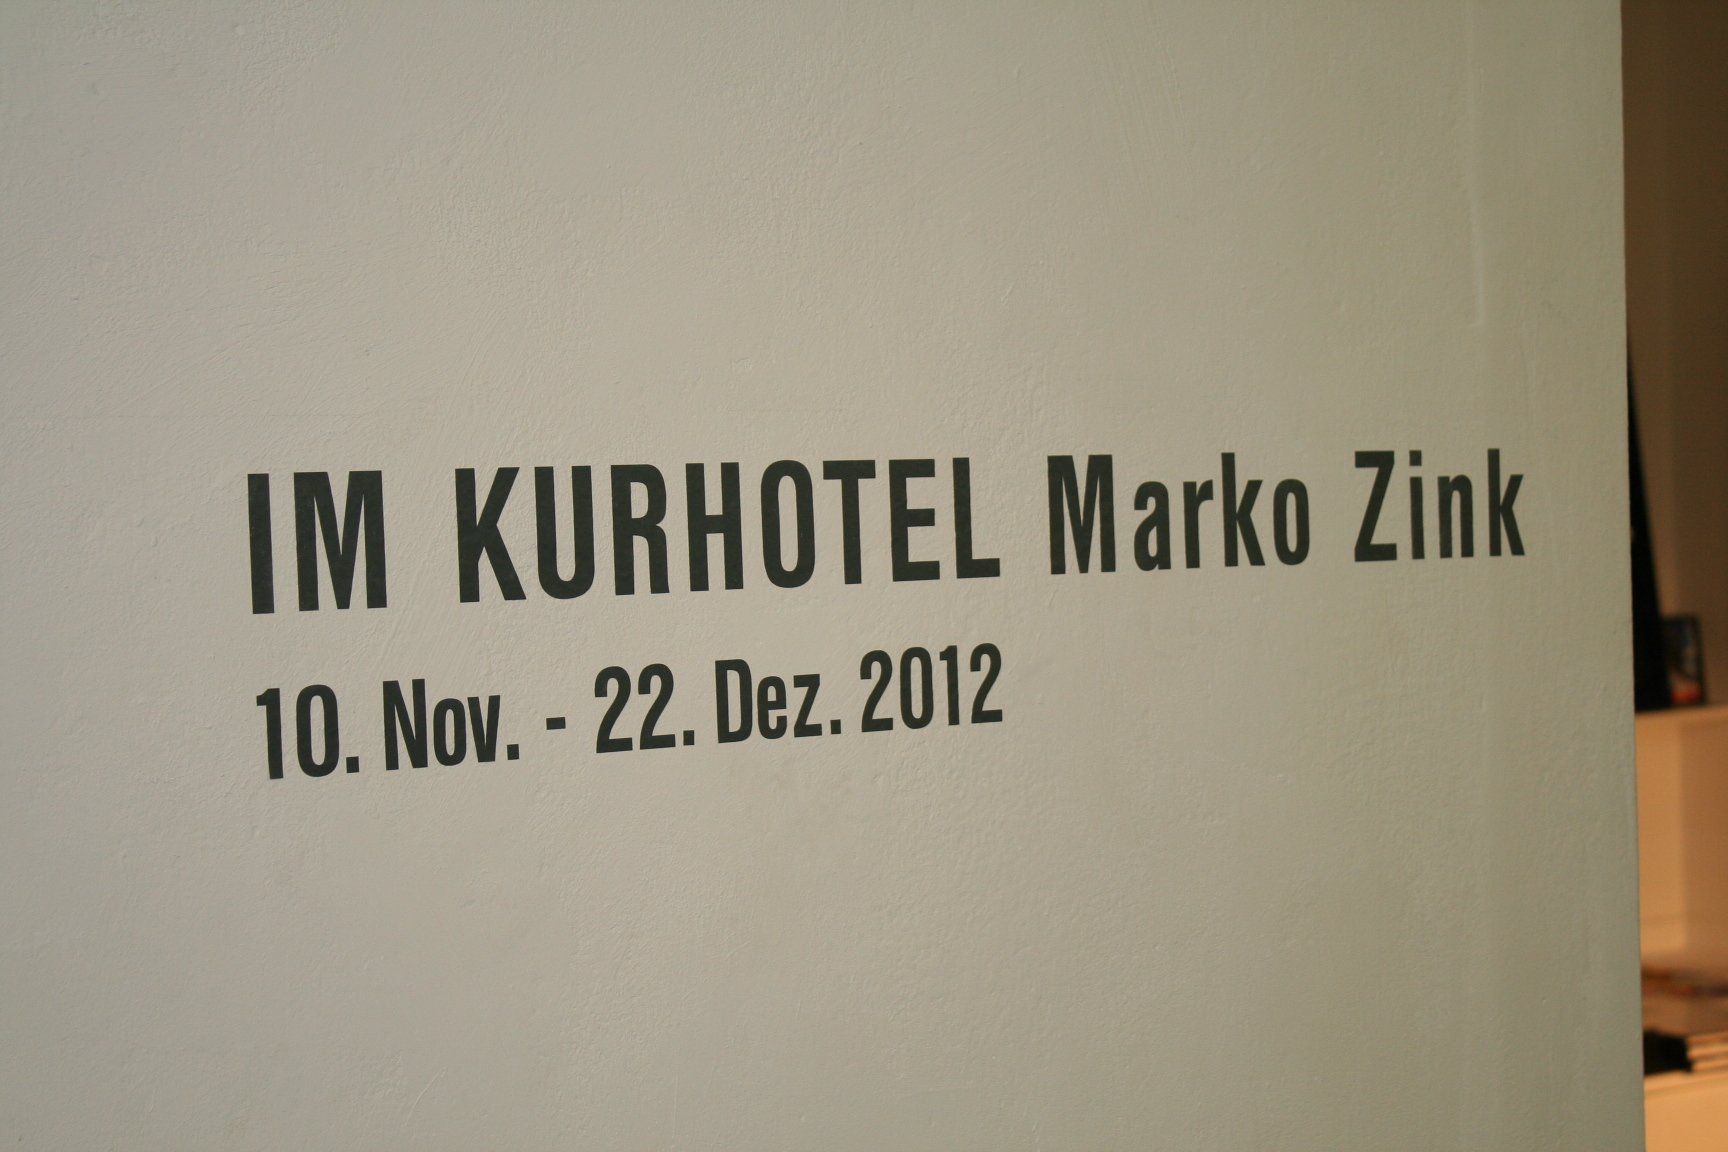 IM KURHOTEL Marko Zink
10. Nov. - 22. Dez. 2012